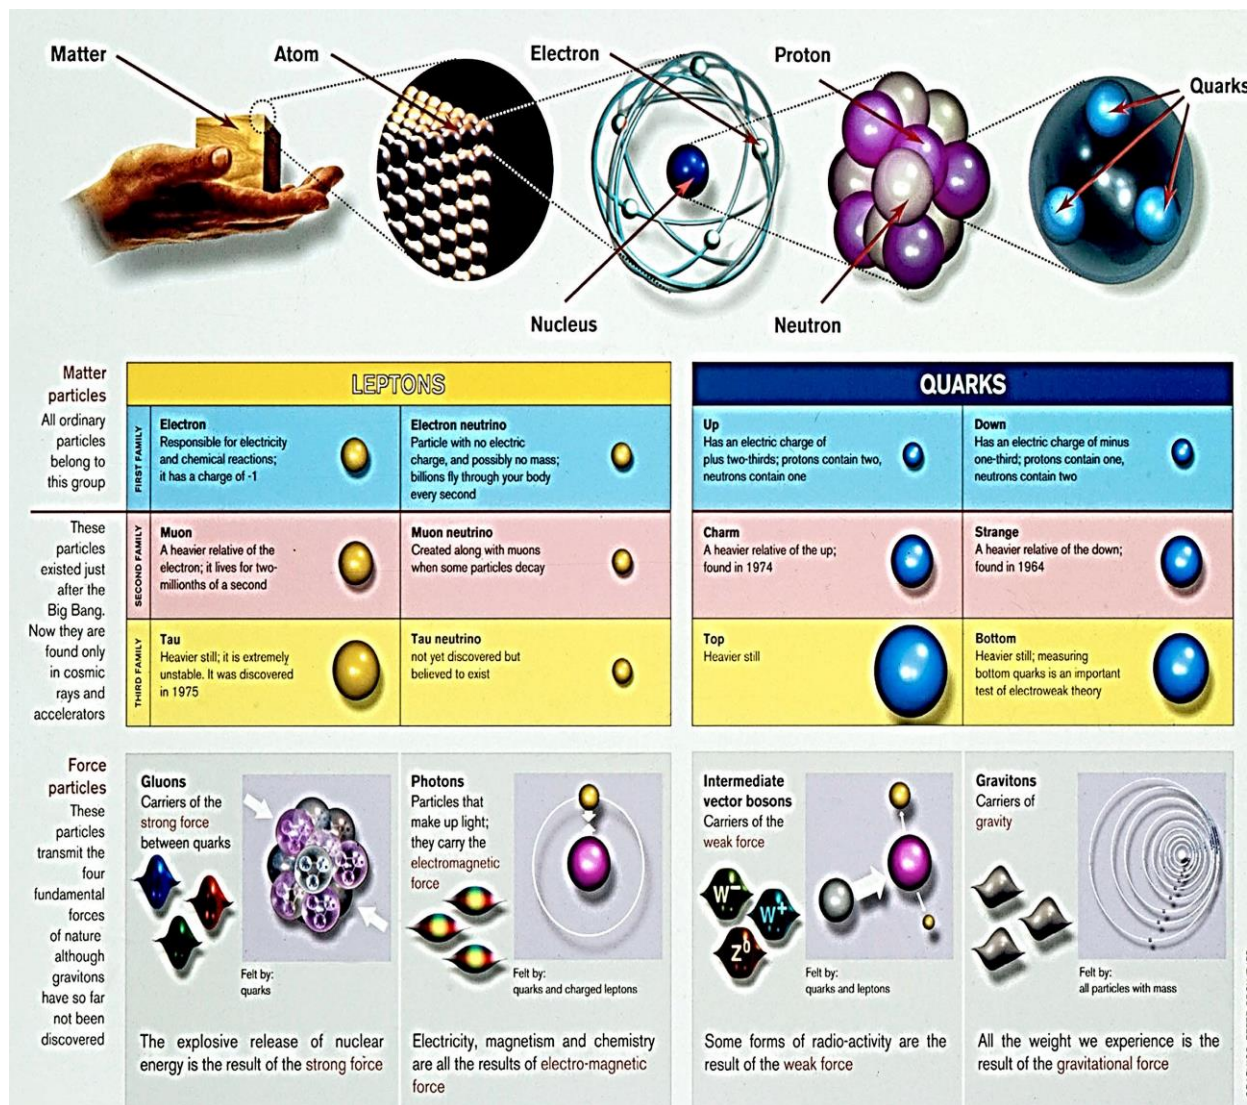 Matter
Atom
Electron
Proton
Quarks
Nucleus
Neutron
Matter
particles
All ordinary
particles
belong to
this group
These
particles
existed just
after the
Big Bang.
Now they are
found only
in cosmic
rays and
accelerators
LEPTONS
FIRST FAMILY
Electron
Responsible for electricity
and chemical reactions;
it has a charge of -1
Electron neutrino
Particle with no electric
charge, and possibly no mass;
billions fly through your body
every second
SECOND FAMILY
Muon
A heavier relative of the
electron; it lives for two-
millionths of a second
Muon neutrino
Created along with muons
when some particles decay
THIRD FAMILY
Tau
Heavier still; it is extremely
unstable. It was discovered
in 1975
Tau neutrino
not yet discovered but
believed to exist
QUARKS
Up
Has an electric charge of
plus two-thirds; protons contain two,
neutrons contain one
Down
Has an electric charge of minus
one-third; protons contain one,
neutrons contain two
Charm
A heavier relative of the up;
found in 1974
Strange
A heavier relative of the down;
found in 1964
Top
Heavier still
Bottom
Heavier still; measuring
bottom quarks is an important
test of electroweak theory
Force
particles
These
particles
transmit the
four
fundamental
forces
of nature
although
gravitons
have so far
not been
discovered
Gluons
Carriers of the
strong force
between quarks
Felt by:
quarks
The explosive release of nuclear
energy is the result of the strong force
Photons
Particles that
make up light;
they carry the
electromagnetic
force
Felt by:
quarks and charged leptons
Electricity, magnetism and chemistry
are all the results of electro-magnetic
force
Intermediate
vector bosons
Carriers of the
weak force
W−
W+
Z0
Felt by:
quarks and leptons
Some forms of radio-activity are the
result of the weak force
Gravitons
Carriers of
gravity
Felt by:
all particles with mass
All the weight we experience is the
result of the gravitational force